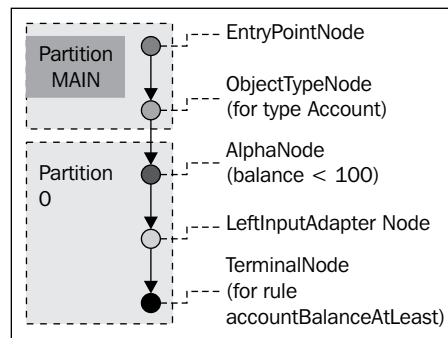 Partition
MAIN
EntryPointNode
ObjectTypeNode
(for type Account)
Partition
0
AlphaNode
(balance < 100)
LeftInputAdapter Node
TerminalNode
(for rule
accountBalanceAtLeast)